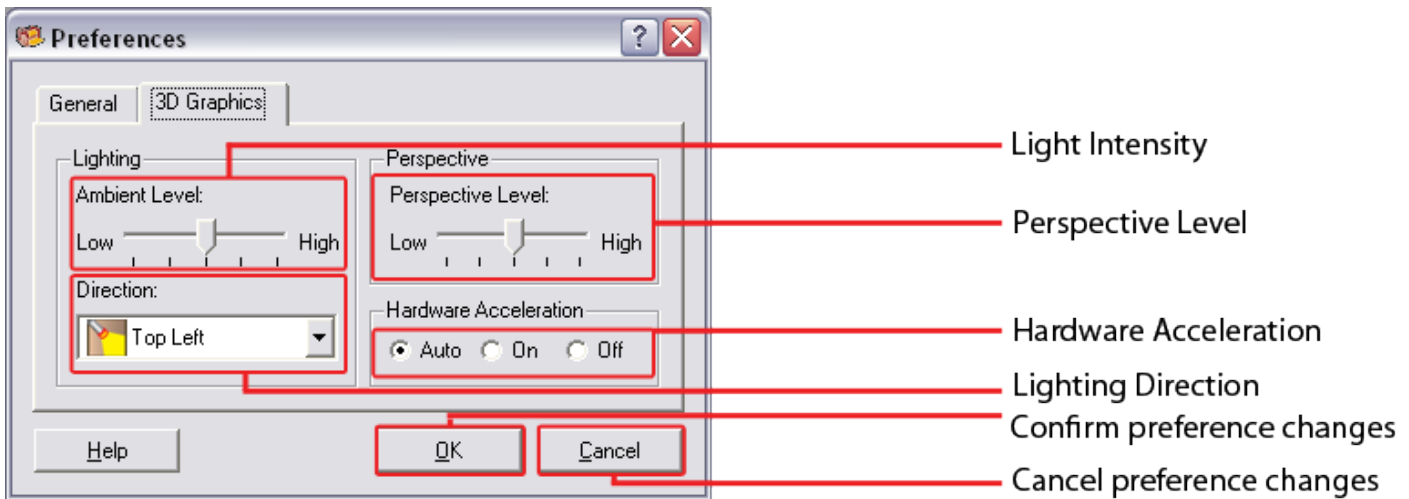 Preferences
General
3D Graphics
Lighting
Ambient Level:
Low
High
Direction:
Top Left
Perspective
Perspective Level:
Low
High
Hardware Acceleration
Auto
On
Off
Help
OK
Cancel
Light Intensity
Perspective Level
Hardware Acceleration
Lighting Direction
Confirm preference changes
Cancel preference changes